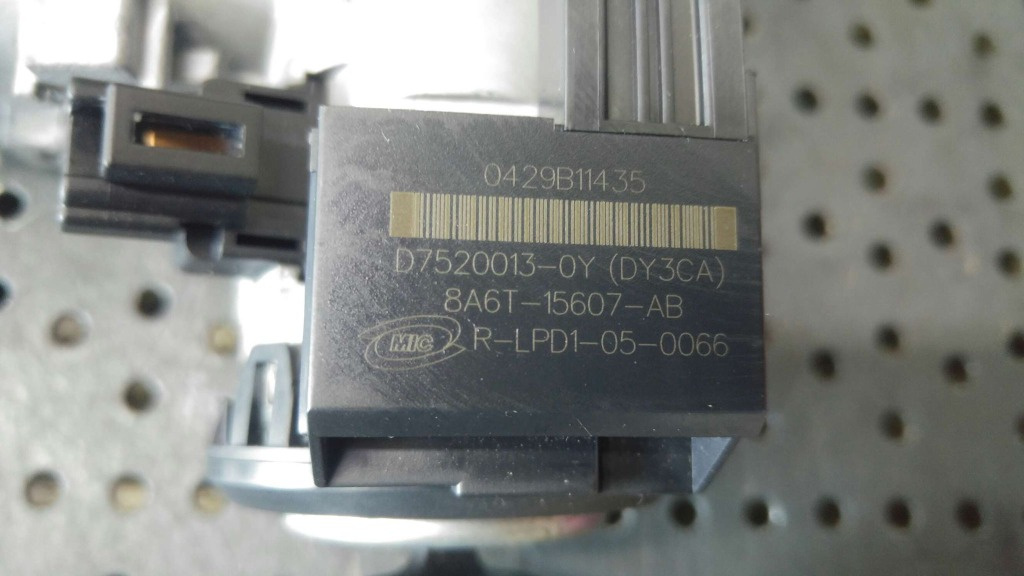 0429B11435
D7520013-0Y (DY3CA)
8A6T-15607-AB
MIC R-LPD1-05-0066